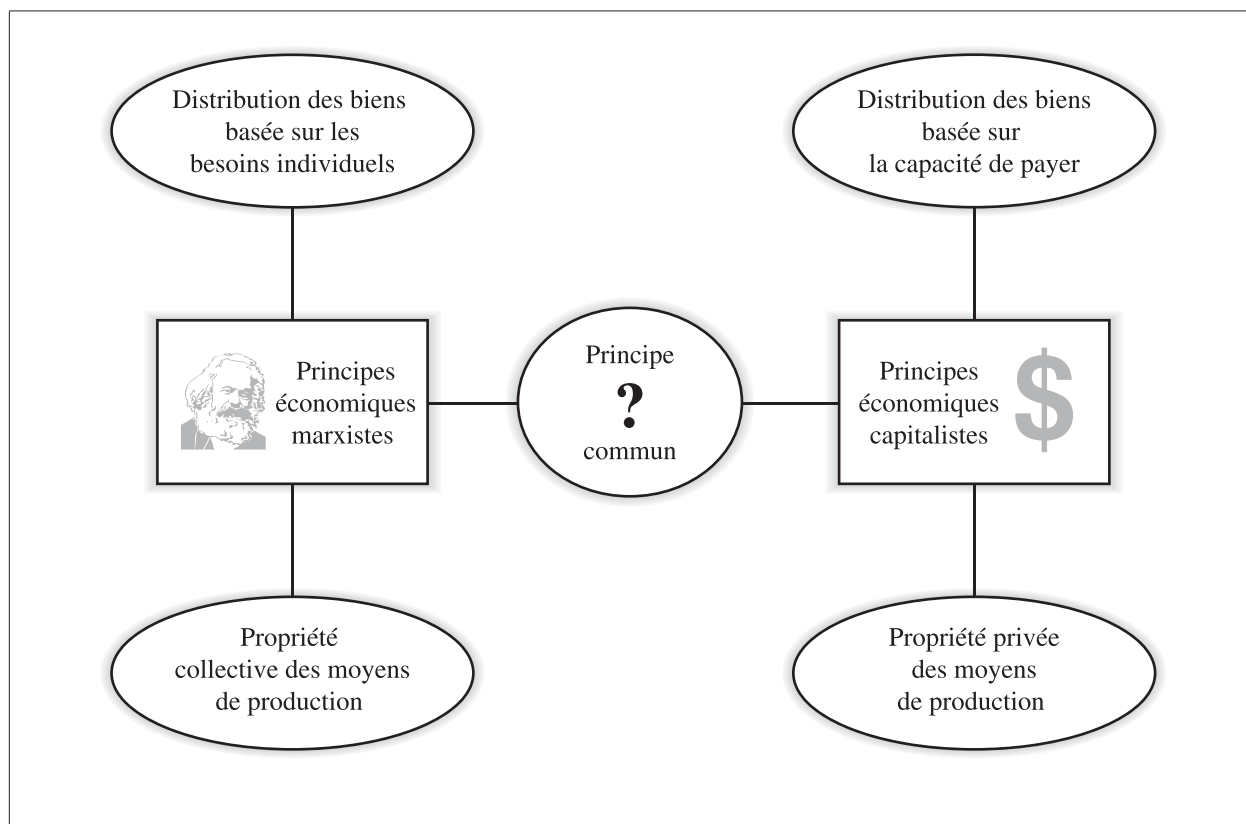 Distribution des biens
basée sur les
besoins individuels
Distribution des biens
basée sur
la capacité de payer
Principes
économiques
marxistes
Principe
?
commun
Principes
économiques
capitalistes
$
Propriété
collective des moyens
de production
Propriété privée
des moyens
de production